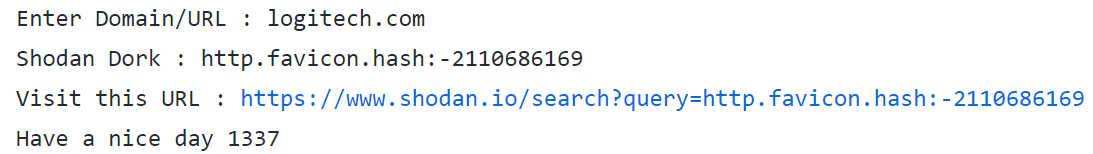 Enter Domain/URL : logitech.com
Shodan Dork : http.favicon.hash:-2110686169
Visit this URL : https://www.shodan.io/search?query=http.favicon.hash:-2110686169
Have a nice day 1337